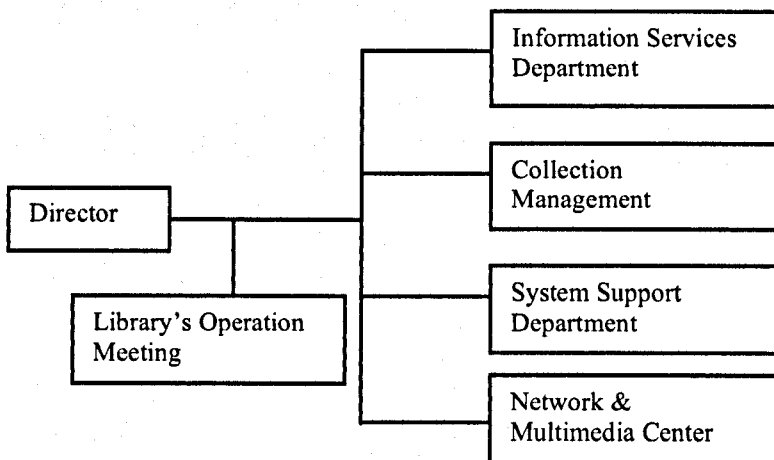 Information Services
Department
Collection
Management
Director
System Support
Department
Library's Operation
Meeting
Network &
Multimedia Center